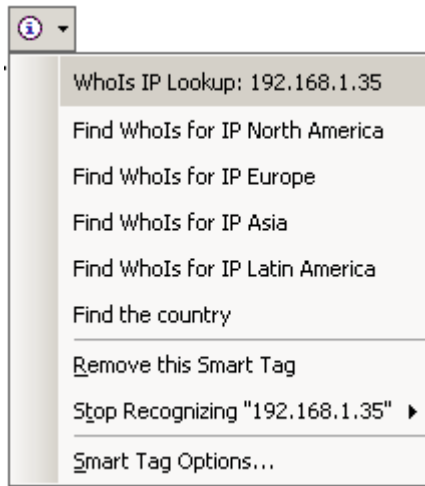 WhoIs IP Lookup: 192.168.1.35
Find WhoIs for IP North America
Find WhoIs for IP Europe
Find WhoIs for IP Asia
Find WhoIs for IP Latin America
Find the country
Remove this Smart Tag
Stop Recognizing "192.168.1.35"
Smart Tag Options...